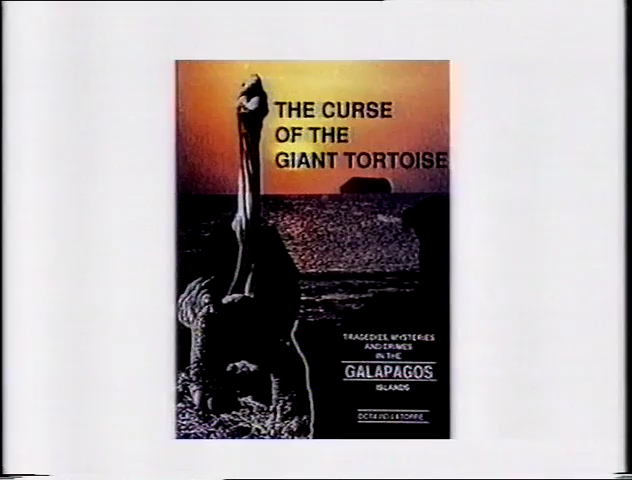 THE CURSE
OF THE
GIANT TORTOISE
TRAGEDIES, MYSTERIES
AND CRIMES
IN THE
GALAPAGOS
ISLANDS
OCTAVIO LATORRE